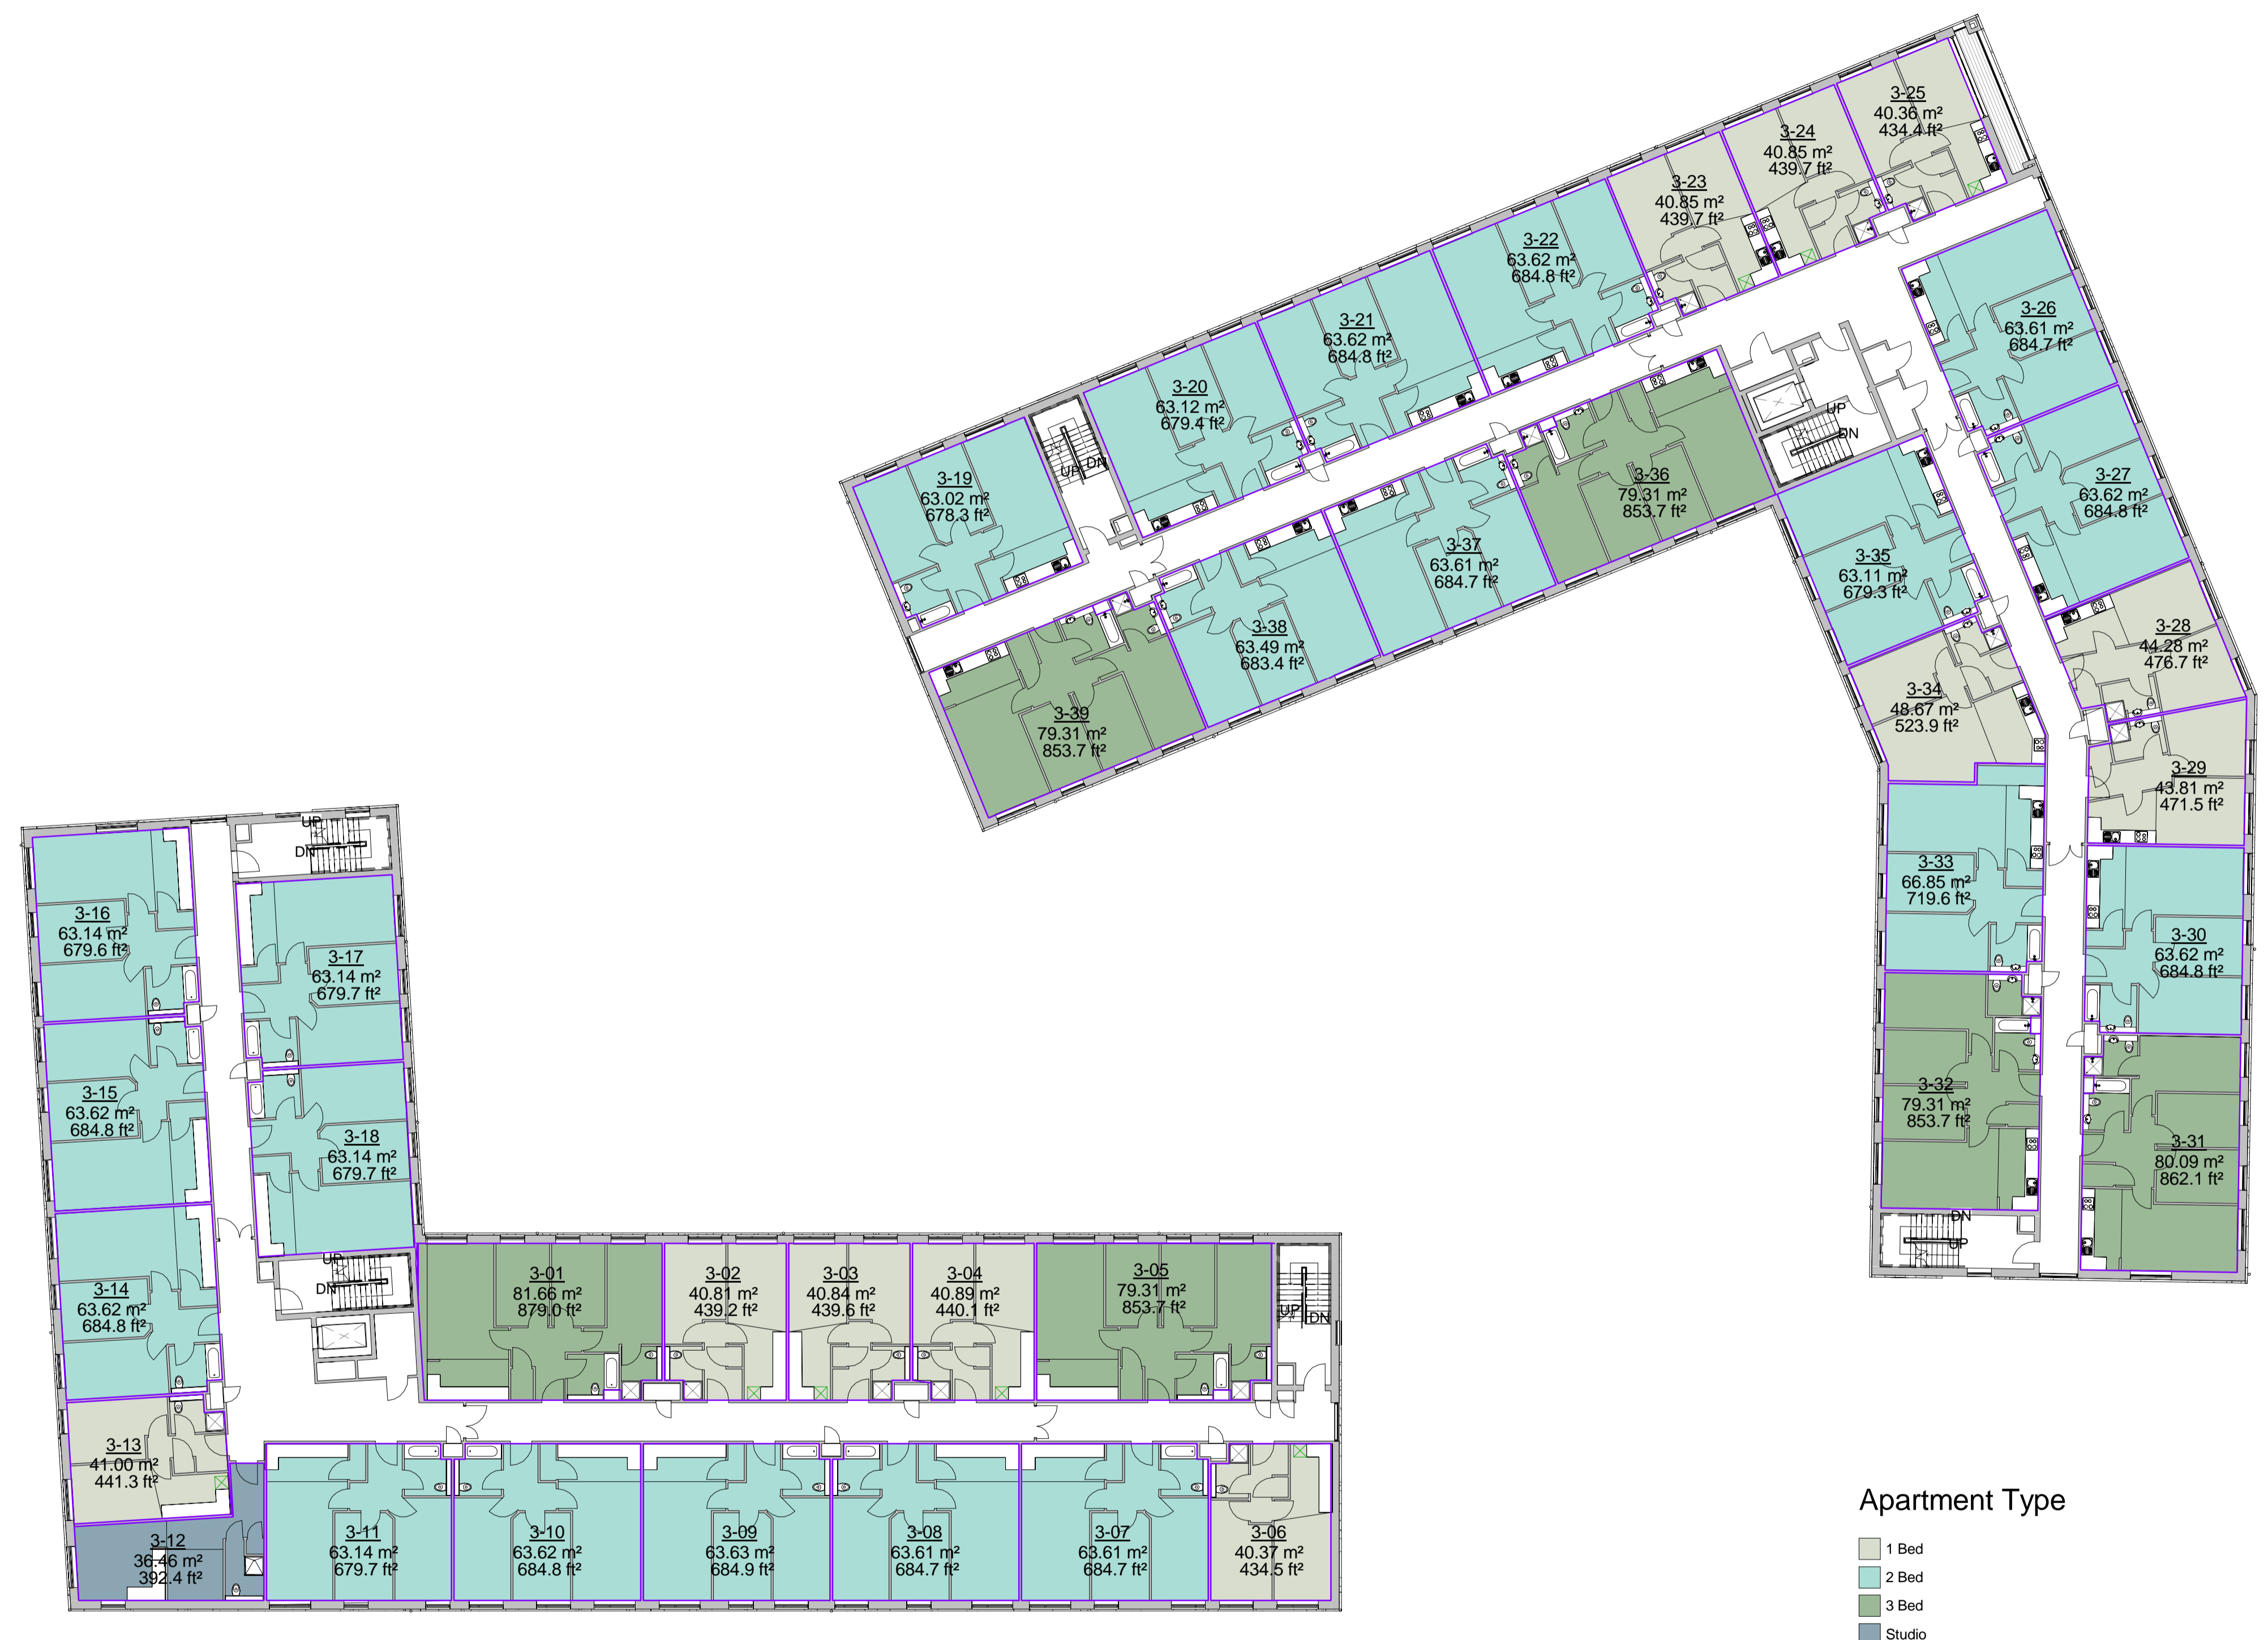 3-25
40.36 m²
434.4 ft²
3-24
40.85 m²
439.7 ft²
3-23
40.85 m²
439.7 ft²
3-22
63.62 m²
684.8 ft²
3-21
63.62 m²
684.8 ft²
3-20
63.12 m²
679.4 ft²
3-19
63.02 m²
678.3 ft²
UP
DN
3-26
63.61 m²
684.7 ft²
UP
DN
3-27
63.62 m²
684.8 ft²
3-36
79.31 m²
853.7 ft²
3-37
63.61 m²
684.7 ft²
3-38
63.49 m²
683.4 ft²
3-39
79.31 m²
853.7 ft²
3-35
63.11 m²
679.3 ft²
3-28
44.28 m²
476.7 ft²
3-34
48.67 m²
523.9 ft²
3-29
43.81 m²
471.5 ft²
3-33
66.85 m²
719.6 ft²
3-30
63.62 m²
684.8 ft²
3-32
79.31 m²
853.7 ft²
3-31
80.09 m²
862.1 ft²
DN
UP
UP
DN
3-16
63.14 m²
679.6 ft²
3-17
63.14 m²
679.7 ft²
3-15
63.62 m²
684.8 ft²
3-18
63.14 m²
679.7 ft²
3-14
63.62 m²
684.8 ft²
UP
DN
3-01
81.66 m²
879.0 ft²
3-02
40.81 m²
439.2 ft²
3-03
40.84 m²
439.6 ft²
3-04
40.89 m²
440.1 ft²
3-05
79.31 m²
853.7 ft²
UP
DN
3-13
41.00 m²
441.3 ft²
3-12
36.46 m²
392.4 ft²
3-11
63.14 m²
679.7 ft²
3-10
63.62 m²
684.8 ft²
3-09
63.63 m²
684.9 ft²
3-08
63.61 m²
684.7 ft²
3-07
63.61 m²
684.7 ft²
3-06
40.37 m²
434.5 ft²
Apartment Type
1 Bed
2 Bed
3 Bed
Studio